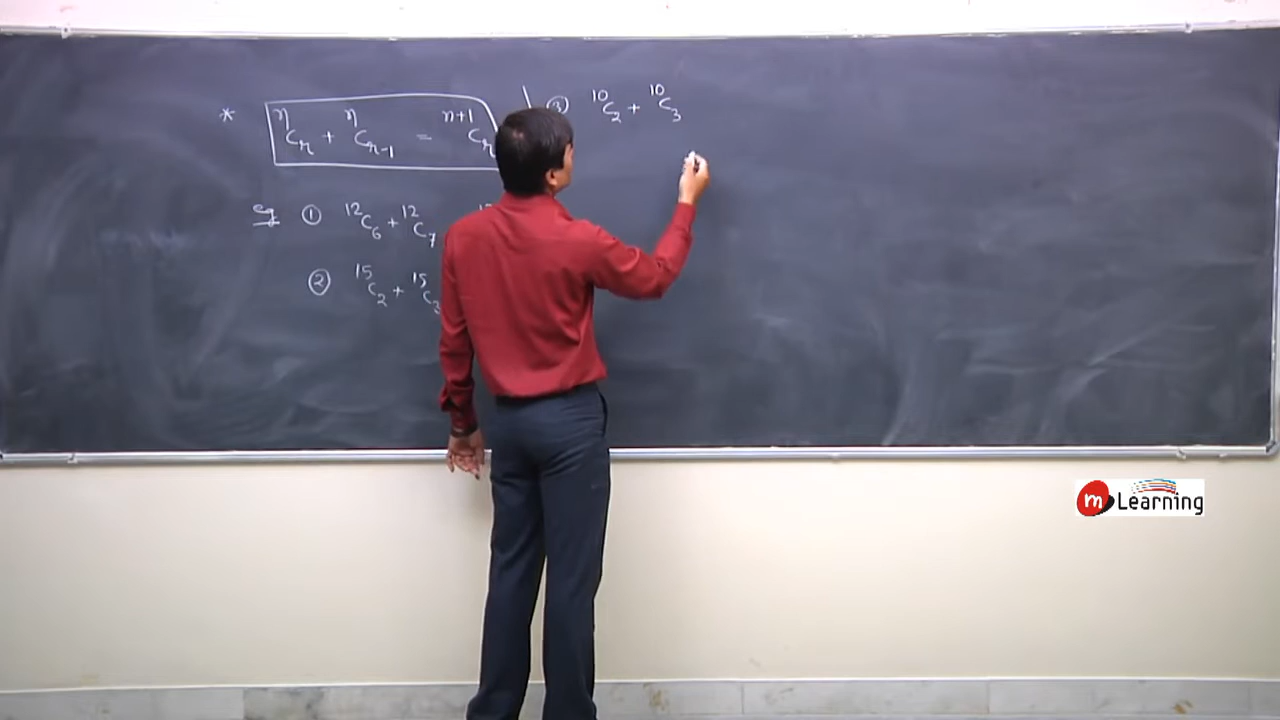 * ⁿCᵣ + ⁿCᵣ₋₁ = ⁿ⁺¹Cᵣ
eg ① ¹²C₆ + ¹²C₇
② ¹⁵C₂ + ¹⁵C₃
③ ¹⁰C₂ + ¹⁰C₃
m Learning